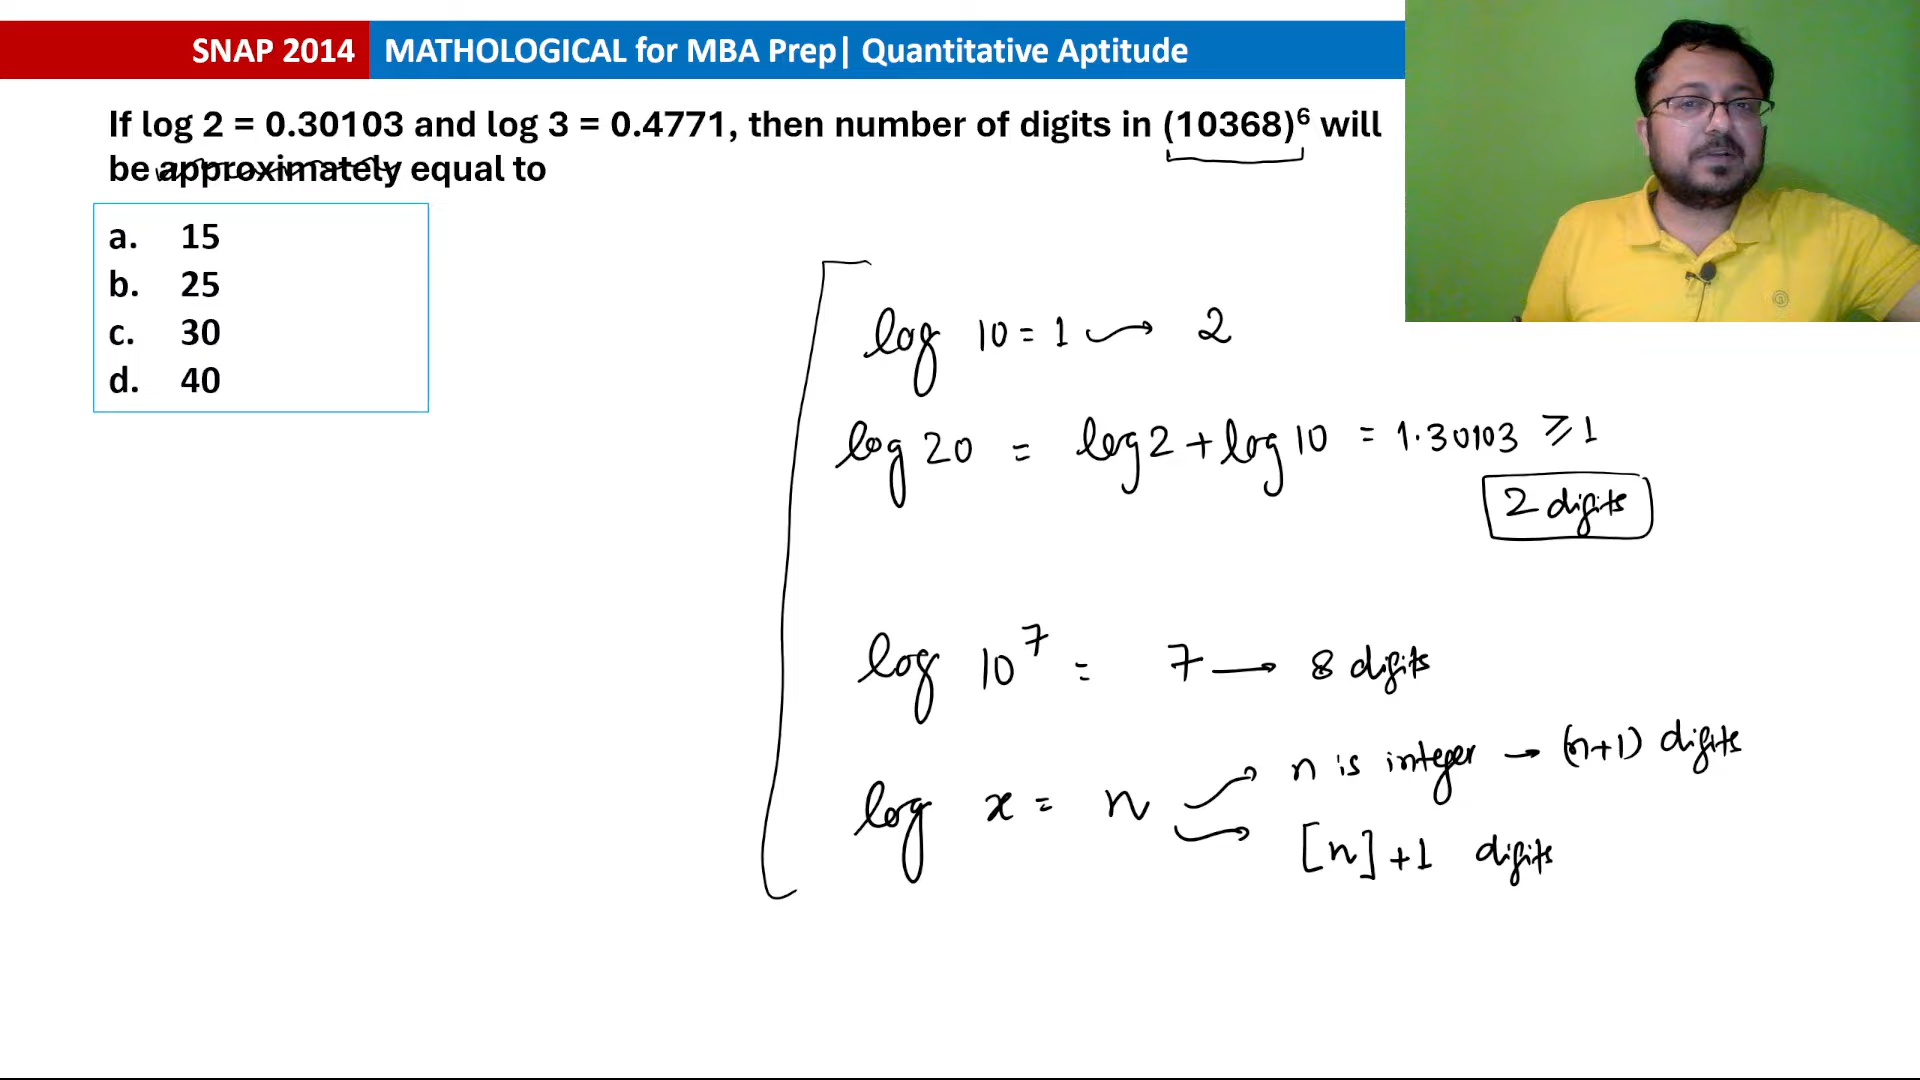 SNAP 2014 MATHOLOGICAL for MBA Prep| Quantitative Aptitude
If log 2 = 0.30103 and log 3 = 0.4771, then number of digits in (10368)⁶ will
be approximately equal to
a. 15
b. 25
c. 30
d. 40
log 10 = 1 → 2
log 20 = log 2 + log 10 = 1.30103 ≥ 1
2 digits
log 10⁷ = 7 → 8 digits
n is integer → (n+1) digits
log x = n
[n] + 1 digits